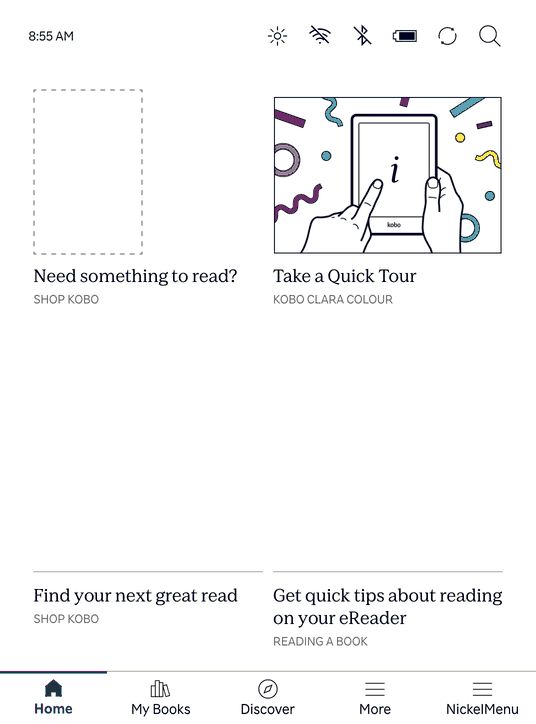 8:55 AM
i
kobo
Need something to read?
SHOP KOBO
Take a Quick Tour
KOBO CLARA COLOUR
Find your next great read
SHOP KOBO
Get quick tips about reading
on your eReader
READING A BOOK
Home
My Books
Discover
More
NickelMenu